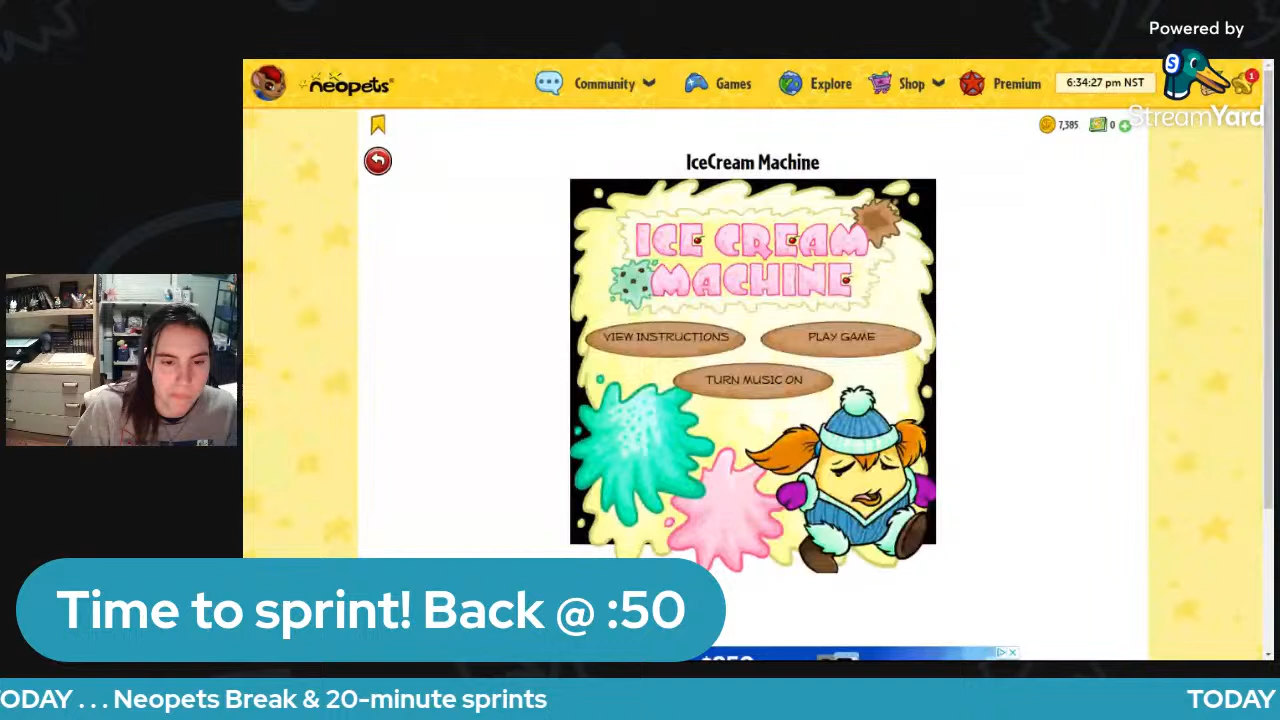 Powered by
StreamYard
neopets
Community
Games
Explore
Shop
Premium
6:34:27 pm NST
1
7,385
0
IceCream Machine
ICE CREAM
MACHINE
VIEW INSTRUCTIONS
PLAY GAME
TURN MUSIC ON
Time to sprint! Back @ :50
TODAY . . . Neopets Break & 20-minute sprints
TODAY